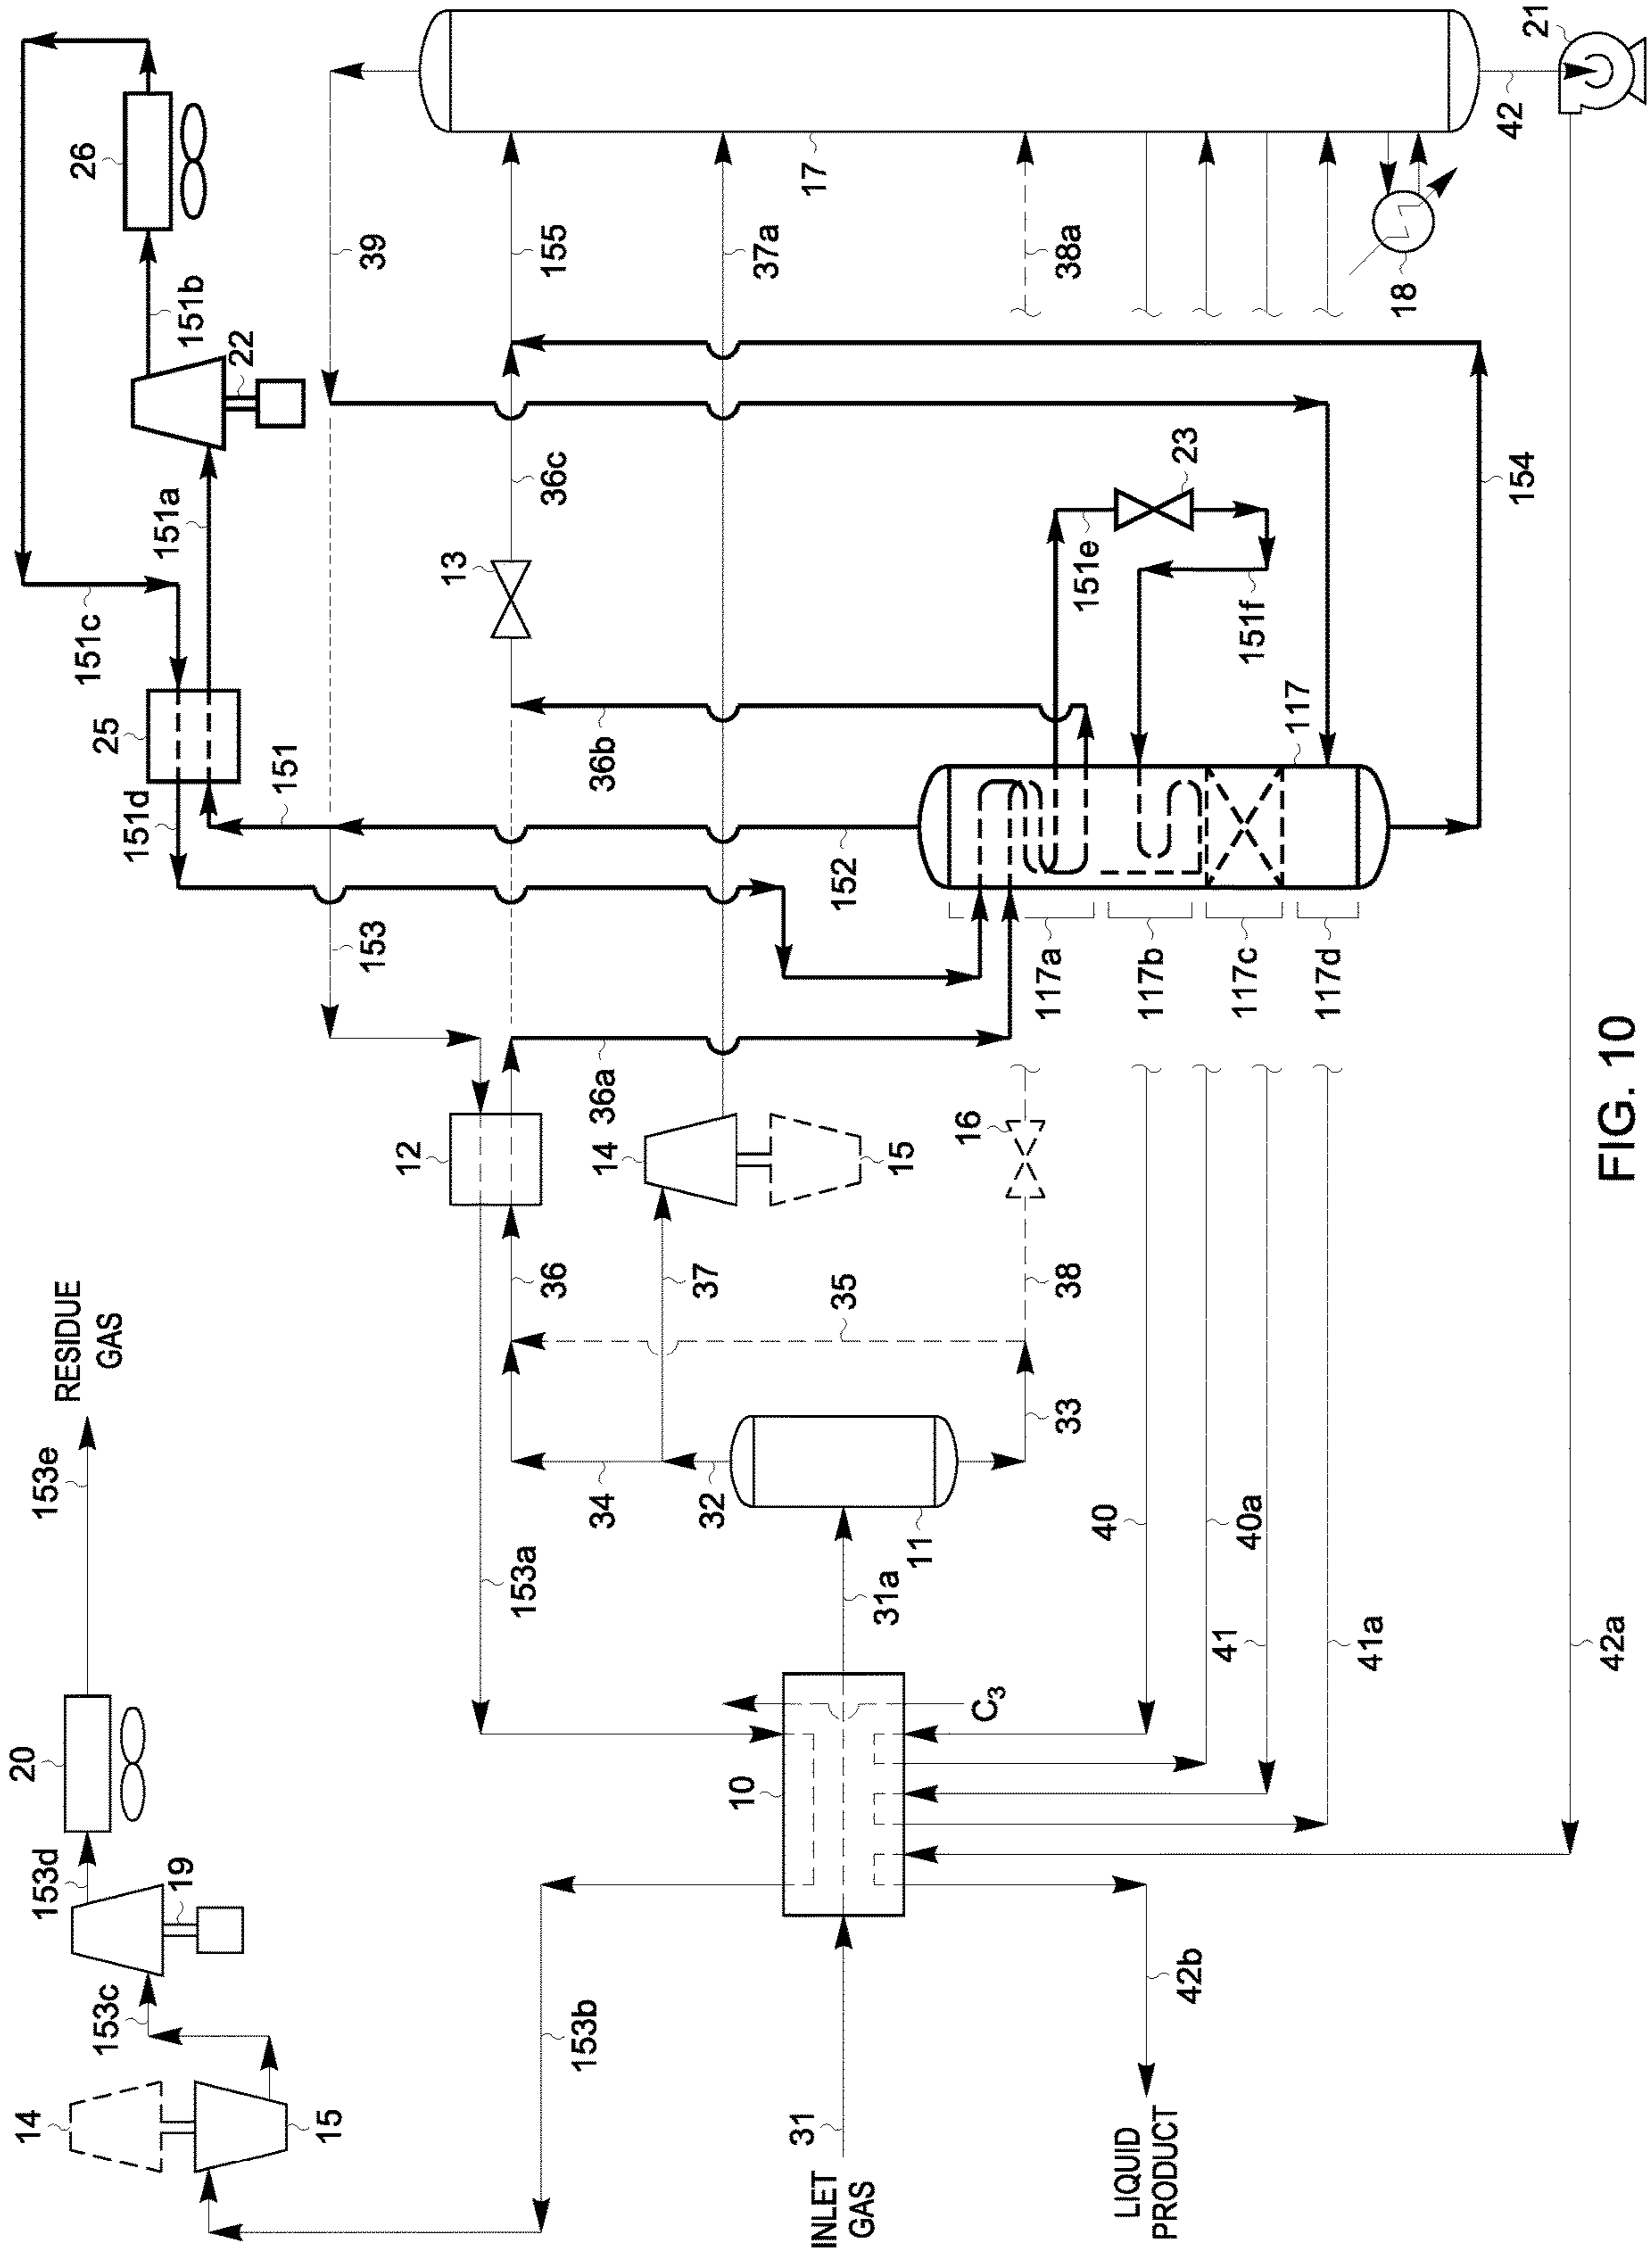 RESIDUE
GAS
153e
20
153d
19
153c
14
15
153b
153a
INLET
GAS
31
10
C3
31a
11
32
33
34
35
36
37
38
12
14
15
16
36a
40
40a
41
41a
42a
42b
LIQUID
PRODUCT
153
151d
25
151
151c
151a
22
151b
26
152
36b
13
36c
39
155
37a
38a
17
18
117a
117b
117c
117d
117
151e
23
151f
154
42
21
FIG. 10